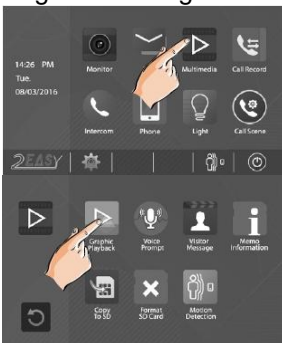 14:26 PM
Tue.
08/03/2016
Monitor
Multimedia
Call Record
Intercom
Phone
Light
Call Scene
2EASY
Graphic
Playback
Voice
Prompt
Visitor
Message
Memo
Information
Copy
To SD
Format
SD Card
Motion
Detection